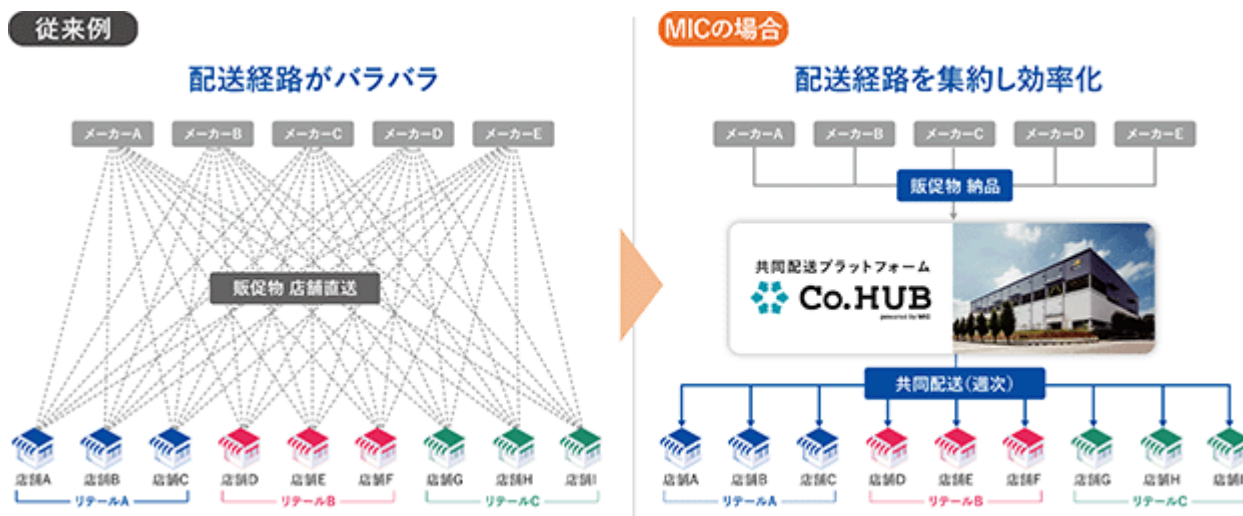 従来例
配送経路がバラバラ
メーカーA メーカーB メーカーC メーカーD メーカーE
販促物 店舗直送
店舗A 店舗B 店舗C 店舗D 店舗E 店舗F 店舗G 店舗H 店舗I
リテールA リテールB リテールC
MICの場合
配送経路を集約し効率化
メーカーA メーカーB メーカーC メーカーD メーカーE
販促物 納品
共同配送プラットフォーム
Co.HUB
powered by MIC
共同配送(週次)
店舗A 店舗B 店舗C 店舗D 店舗E 店舗F 店舗G 店舗H 店舗I
リテールA リテールB リテールC